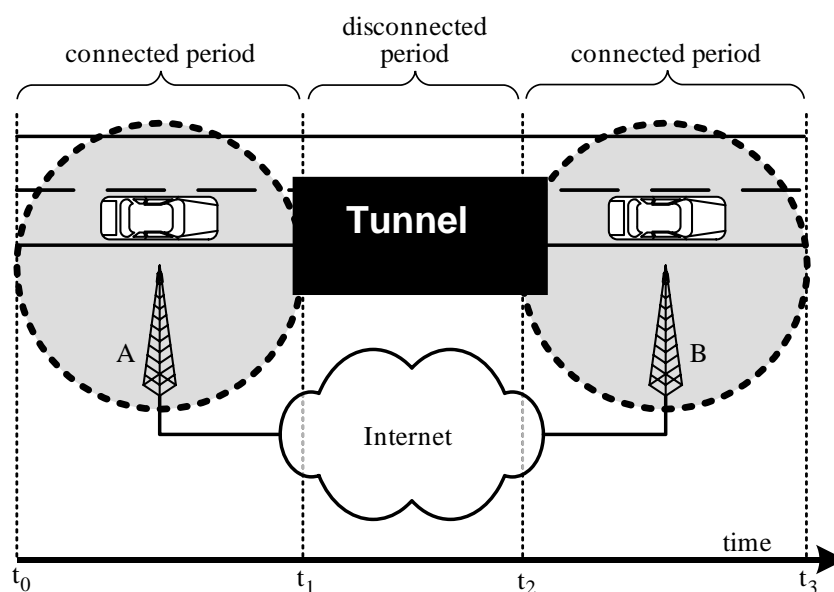 disconnected
connected period
period
connected period
Tunnel
A
B
Internet
time
t0
t1
t2
t3